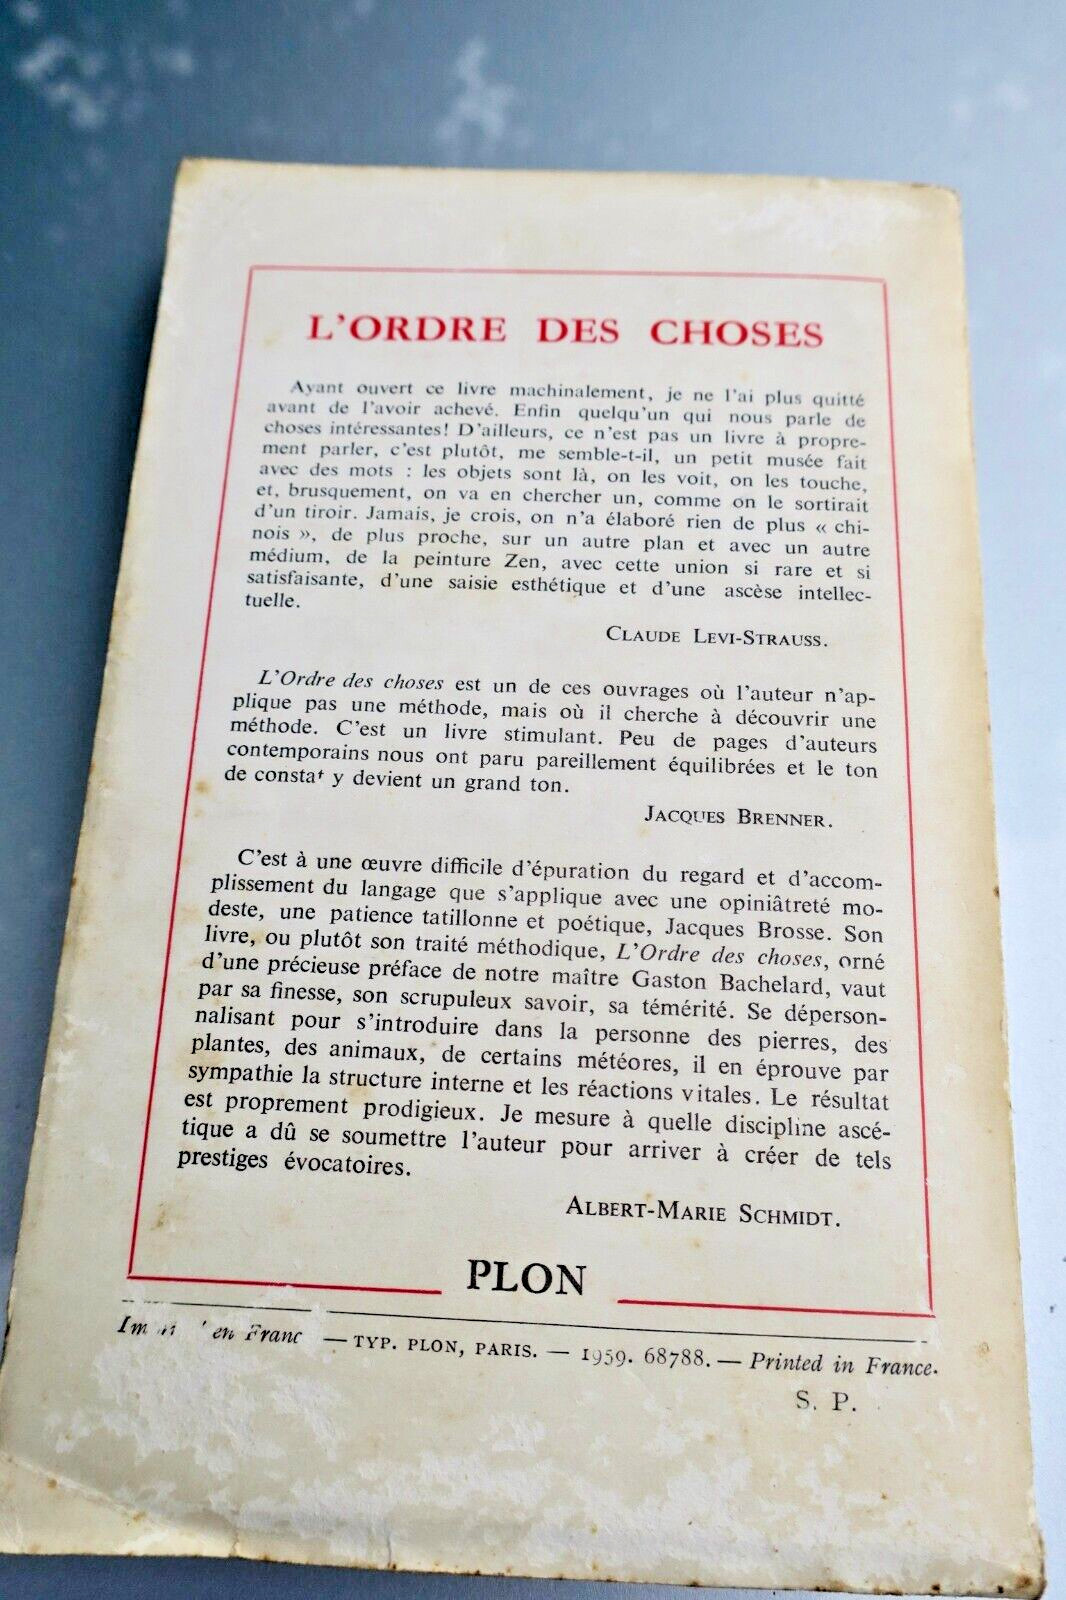 L'ORDRE DES CHOSES
Ayant ouvert ce livre machinalement, je ne l'ai plus quitté
avant de l'avoir achevé. Enfin quelqu'un qui nous parle de
choses intéressantes! D'ailleurs, ce n'est pas un livre à propre-
ment parler, c'est plutôt, me semble-t-il, un petit musée fait
avec des mots : les objets sont là, on les voit, on les touche,
et, brusquement, on va en chercher un, comme on le sortirait
d'un tiroir. Jamais, je crois, on n'a élaboré rien de plus « chi-
nois », de plus proche, sur un autre plan et avec un autre
médium, de la peinture Zen, avec cette union si rare et si
satisfaisante, d'une saisie esthétique et d'une ascèse intellec-
tuelle.
CLAUDE LEVI-STRAUSS.
L'Ordre des choses est un de ces ouvrages où l'auteur n'ap-
plique pas une méthode, mais où il cherche à découvrir une
méthode. C'est un livre stimulant. Peu de pages d'auteurs
contemporains nous ont paru pareillement équilibrées et le ton
de constat y devient un grand ton.
JACQUES BRENNER.
C'est à une œuvre difficile d'épuration du regard et d'accom-
plissement du langage que s'applique avec une opiniâtreté mo-
deste, une patience tatillonne et poétique, Jacques Brosse. Son
livre, ou plutôt son traité méthodique, L'Ordre des choses, orné
d'une précieuse préface de notre maître Gaston Bachelard, vaut
par sa finesse, son scrupuleux savoir, sa témérité. Se déperson-
nalisant pour s'introduire dans la personne des pierres, des
plantes, des animaux, de certains météores, il en éprouve par
sympathie la structure interne et les réactions vitales. Le résultat
est proprement prodigieux. Je mesure à quelle discipline ascé-
tique a dû se soumettre l'auteur pour arriver à créer de tels
prestiges évocatoires.
ALBERT-MARIE SCHMIDT.
PLON
en Franc — TYP. PLON, PARIS. — 1959. 68788. — Printed in France.
S. P.